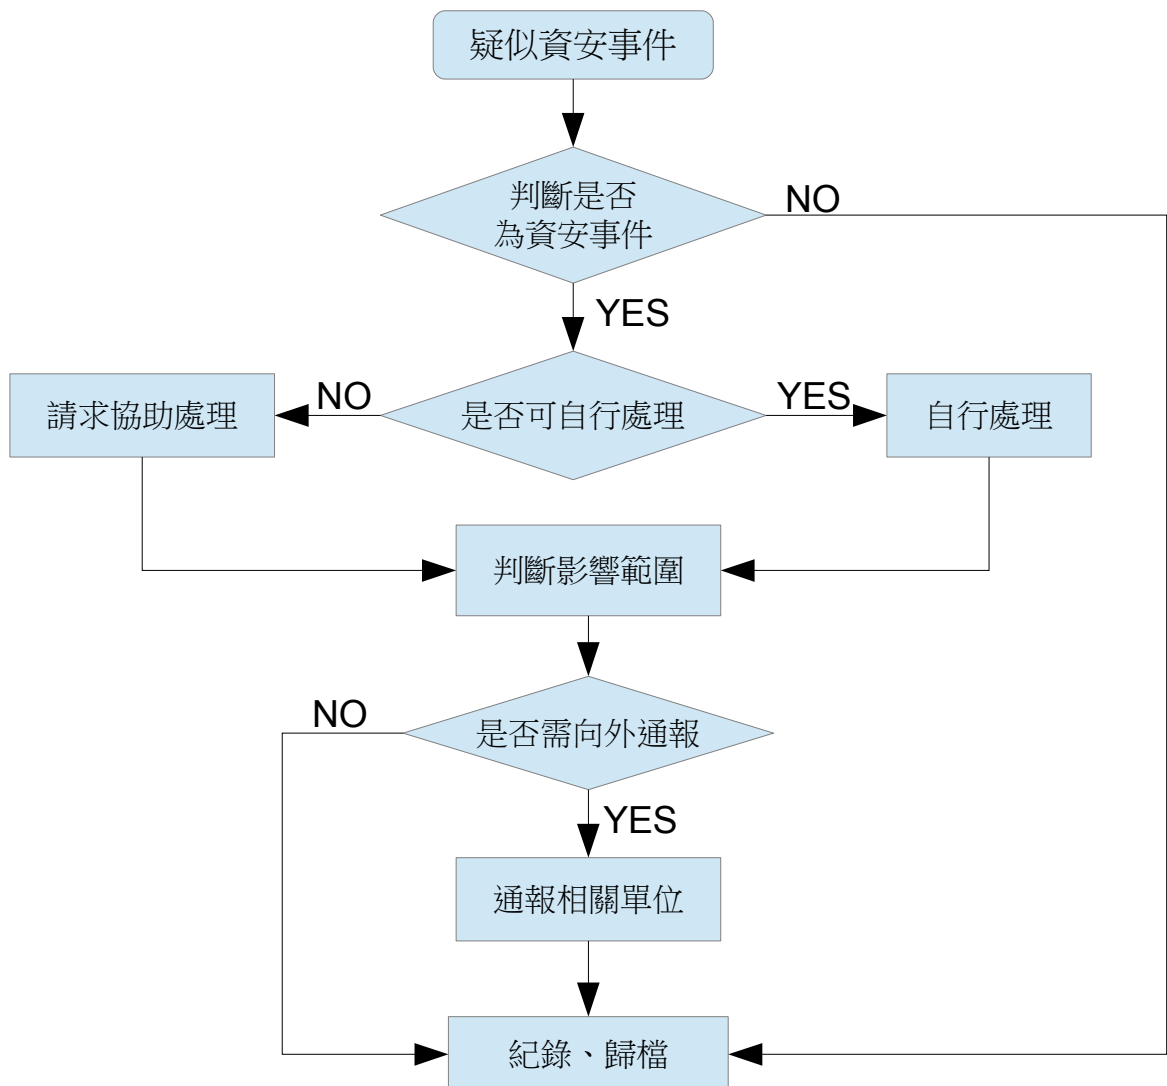 疑似資安事件
判斷是否
為資安事件
NO
YES
請求協助處理
NO
是否可自行處理
YES
自行處理
判斷影響範圍
NO
是否需向外通報
YES
通報相關單位
紀錄、歸檔